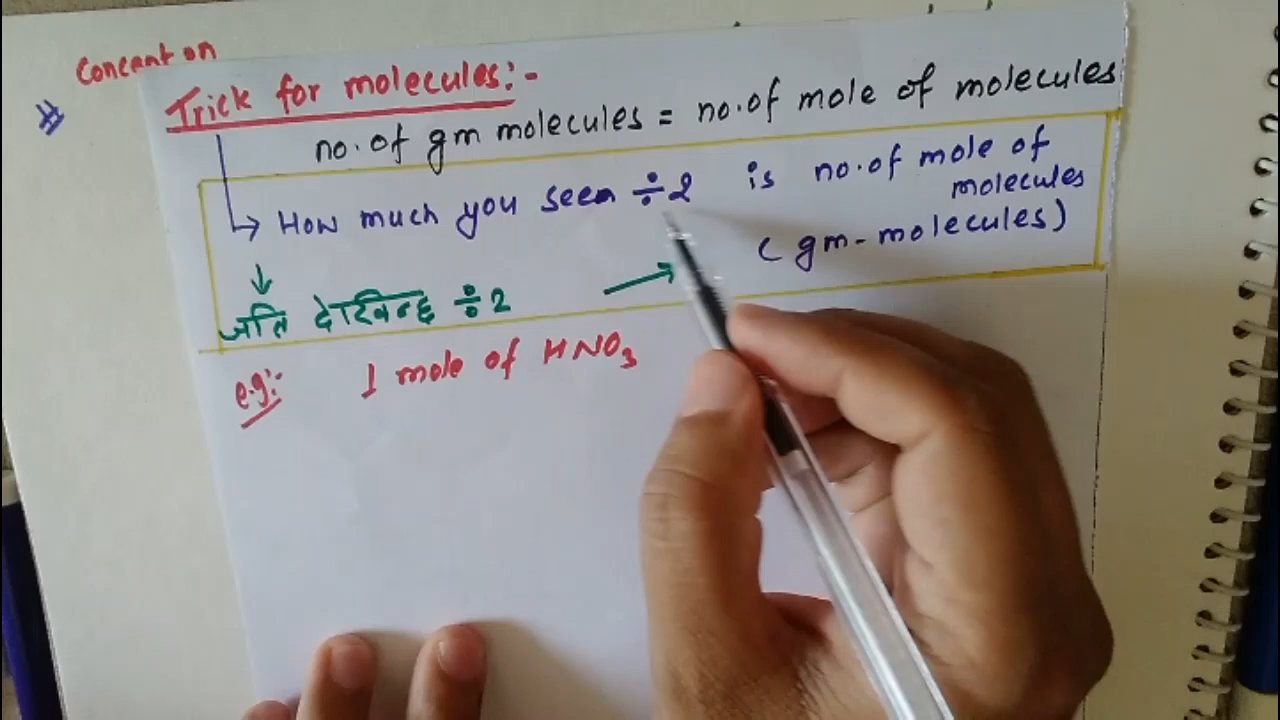 Concent on
Trick for molecules:-
no. of gm molecules = no. of mole of molecules
→ How much you seen ÷2 is no. of mole of
molecules
(gm-molecules)
↓
जति देखिन्छ ÷2 →
e.g:- 1 mole of HNO₃